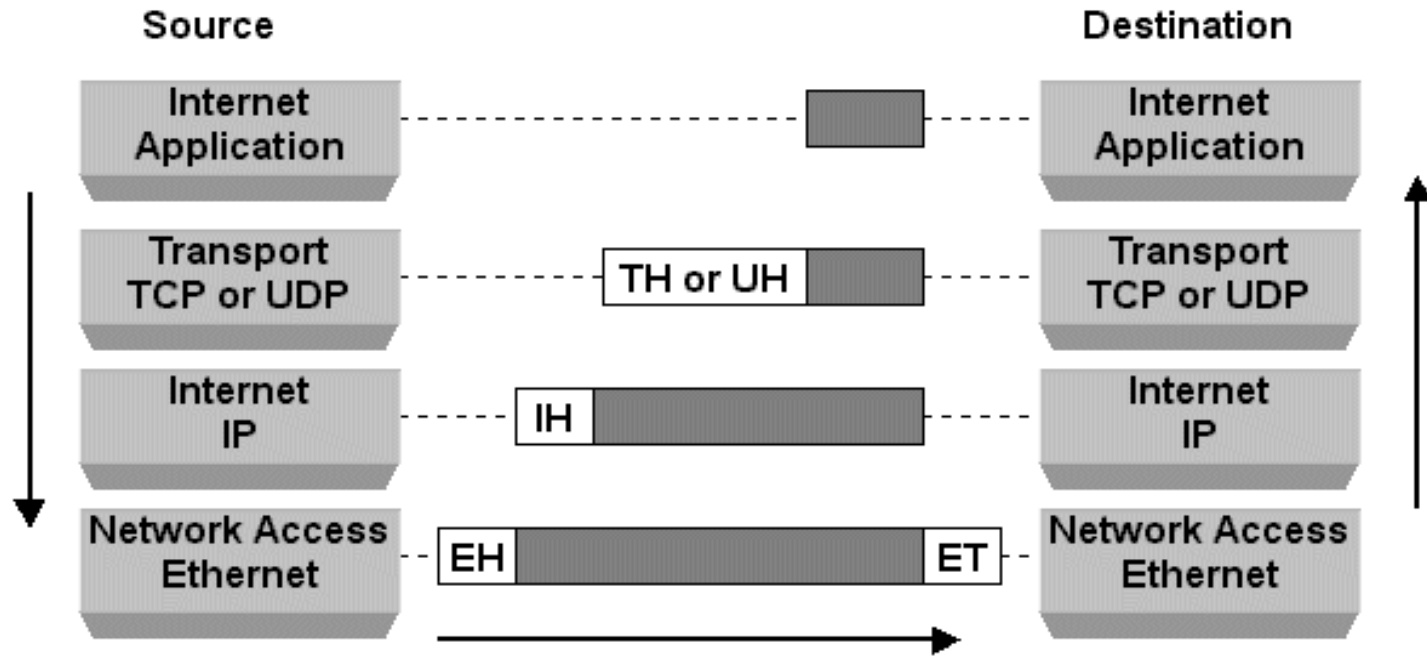 Source
Destination
Internet
Application
Internet
Application
Transport
TCP or UDP
TH or UH
Transport
TCP or UDP
Internet
IP
IH
Internet
IP
Network Access
Ethernet
EH
ET
Network Access
Ethernet